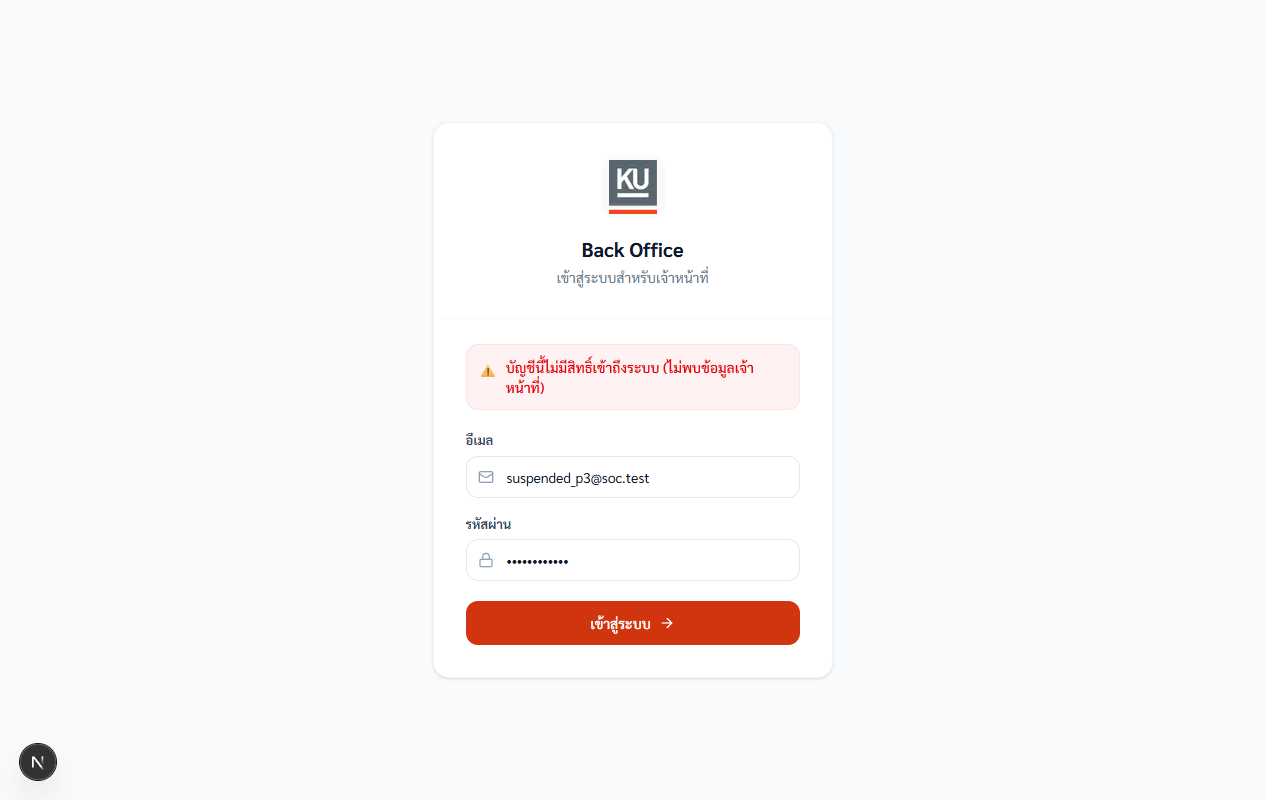 KU
Back Office
เข้าสู่ระบบสำหรับเจ้าหน้าที่
บัญชีนี้ไม่มีสิทธิ์เข้าถึงระบบ (ไม่พบข้อมูลเจ้า
หน้าที่)
อีเมล
suspended_p3@soc.test
รหัสผ่าน
••••••••••••
เข้าสู่ระบบ →
N